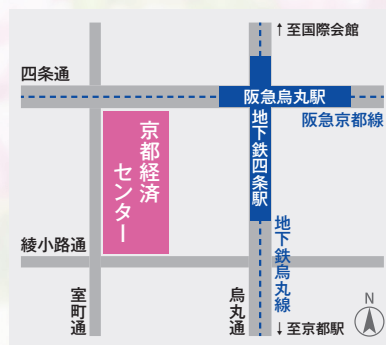 ↑至国際会館
四条通
阪急烏丸駅
阪急京都線
地下鉄四条駅
京都経済
センター
地下鉄烏丸線
綾小路通
室町通
烏丸通
↓至京都駅
N